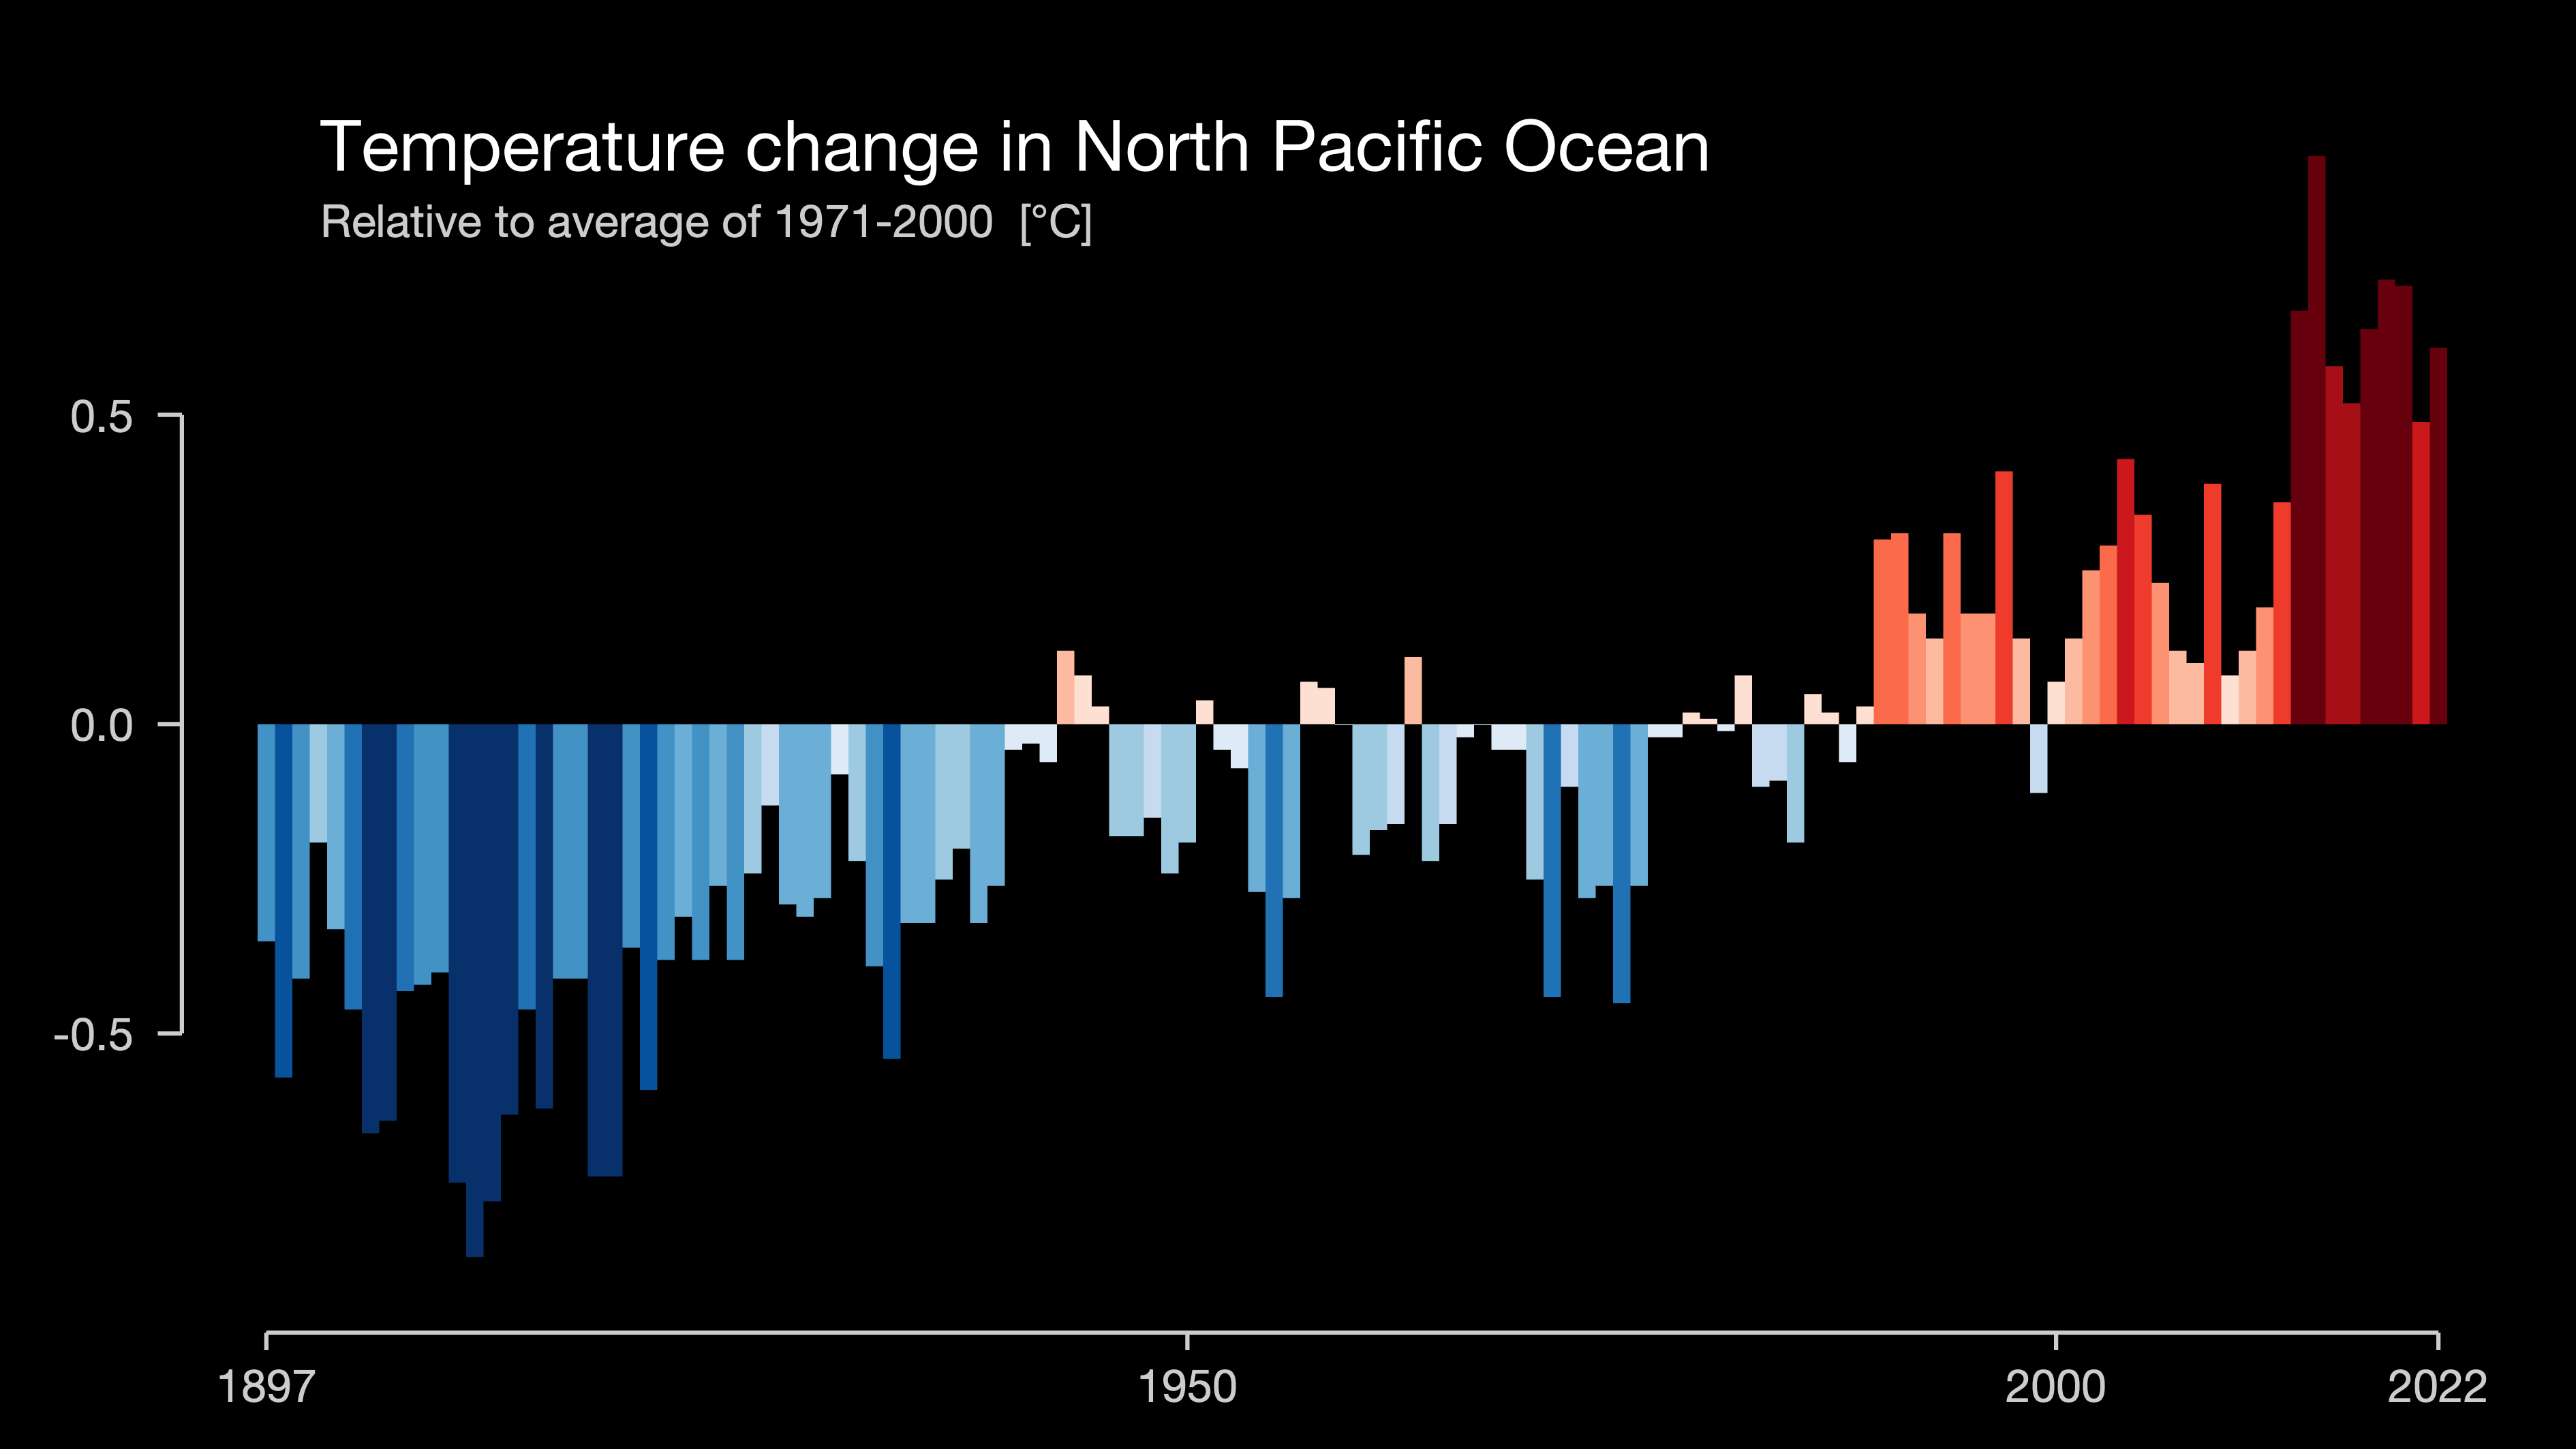 Temperature change in North Pacific Ocean
Relative to average of 1971-2000 [°C]
0.5
0.0
-0.5
1897 1950 2000 2022